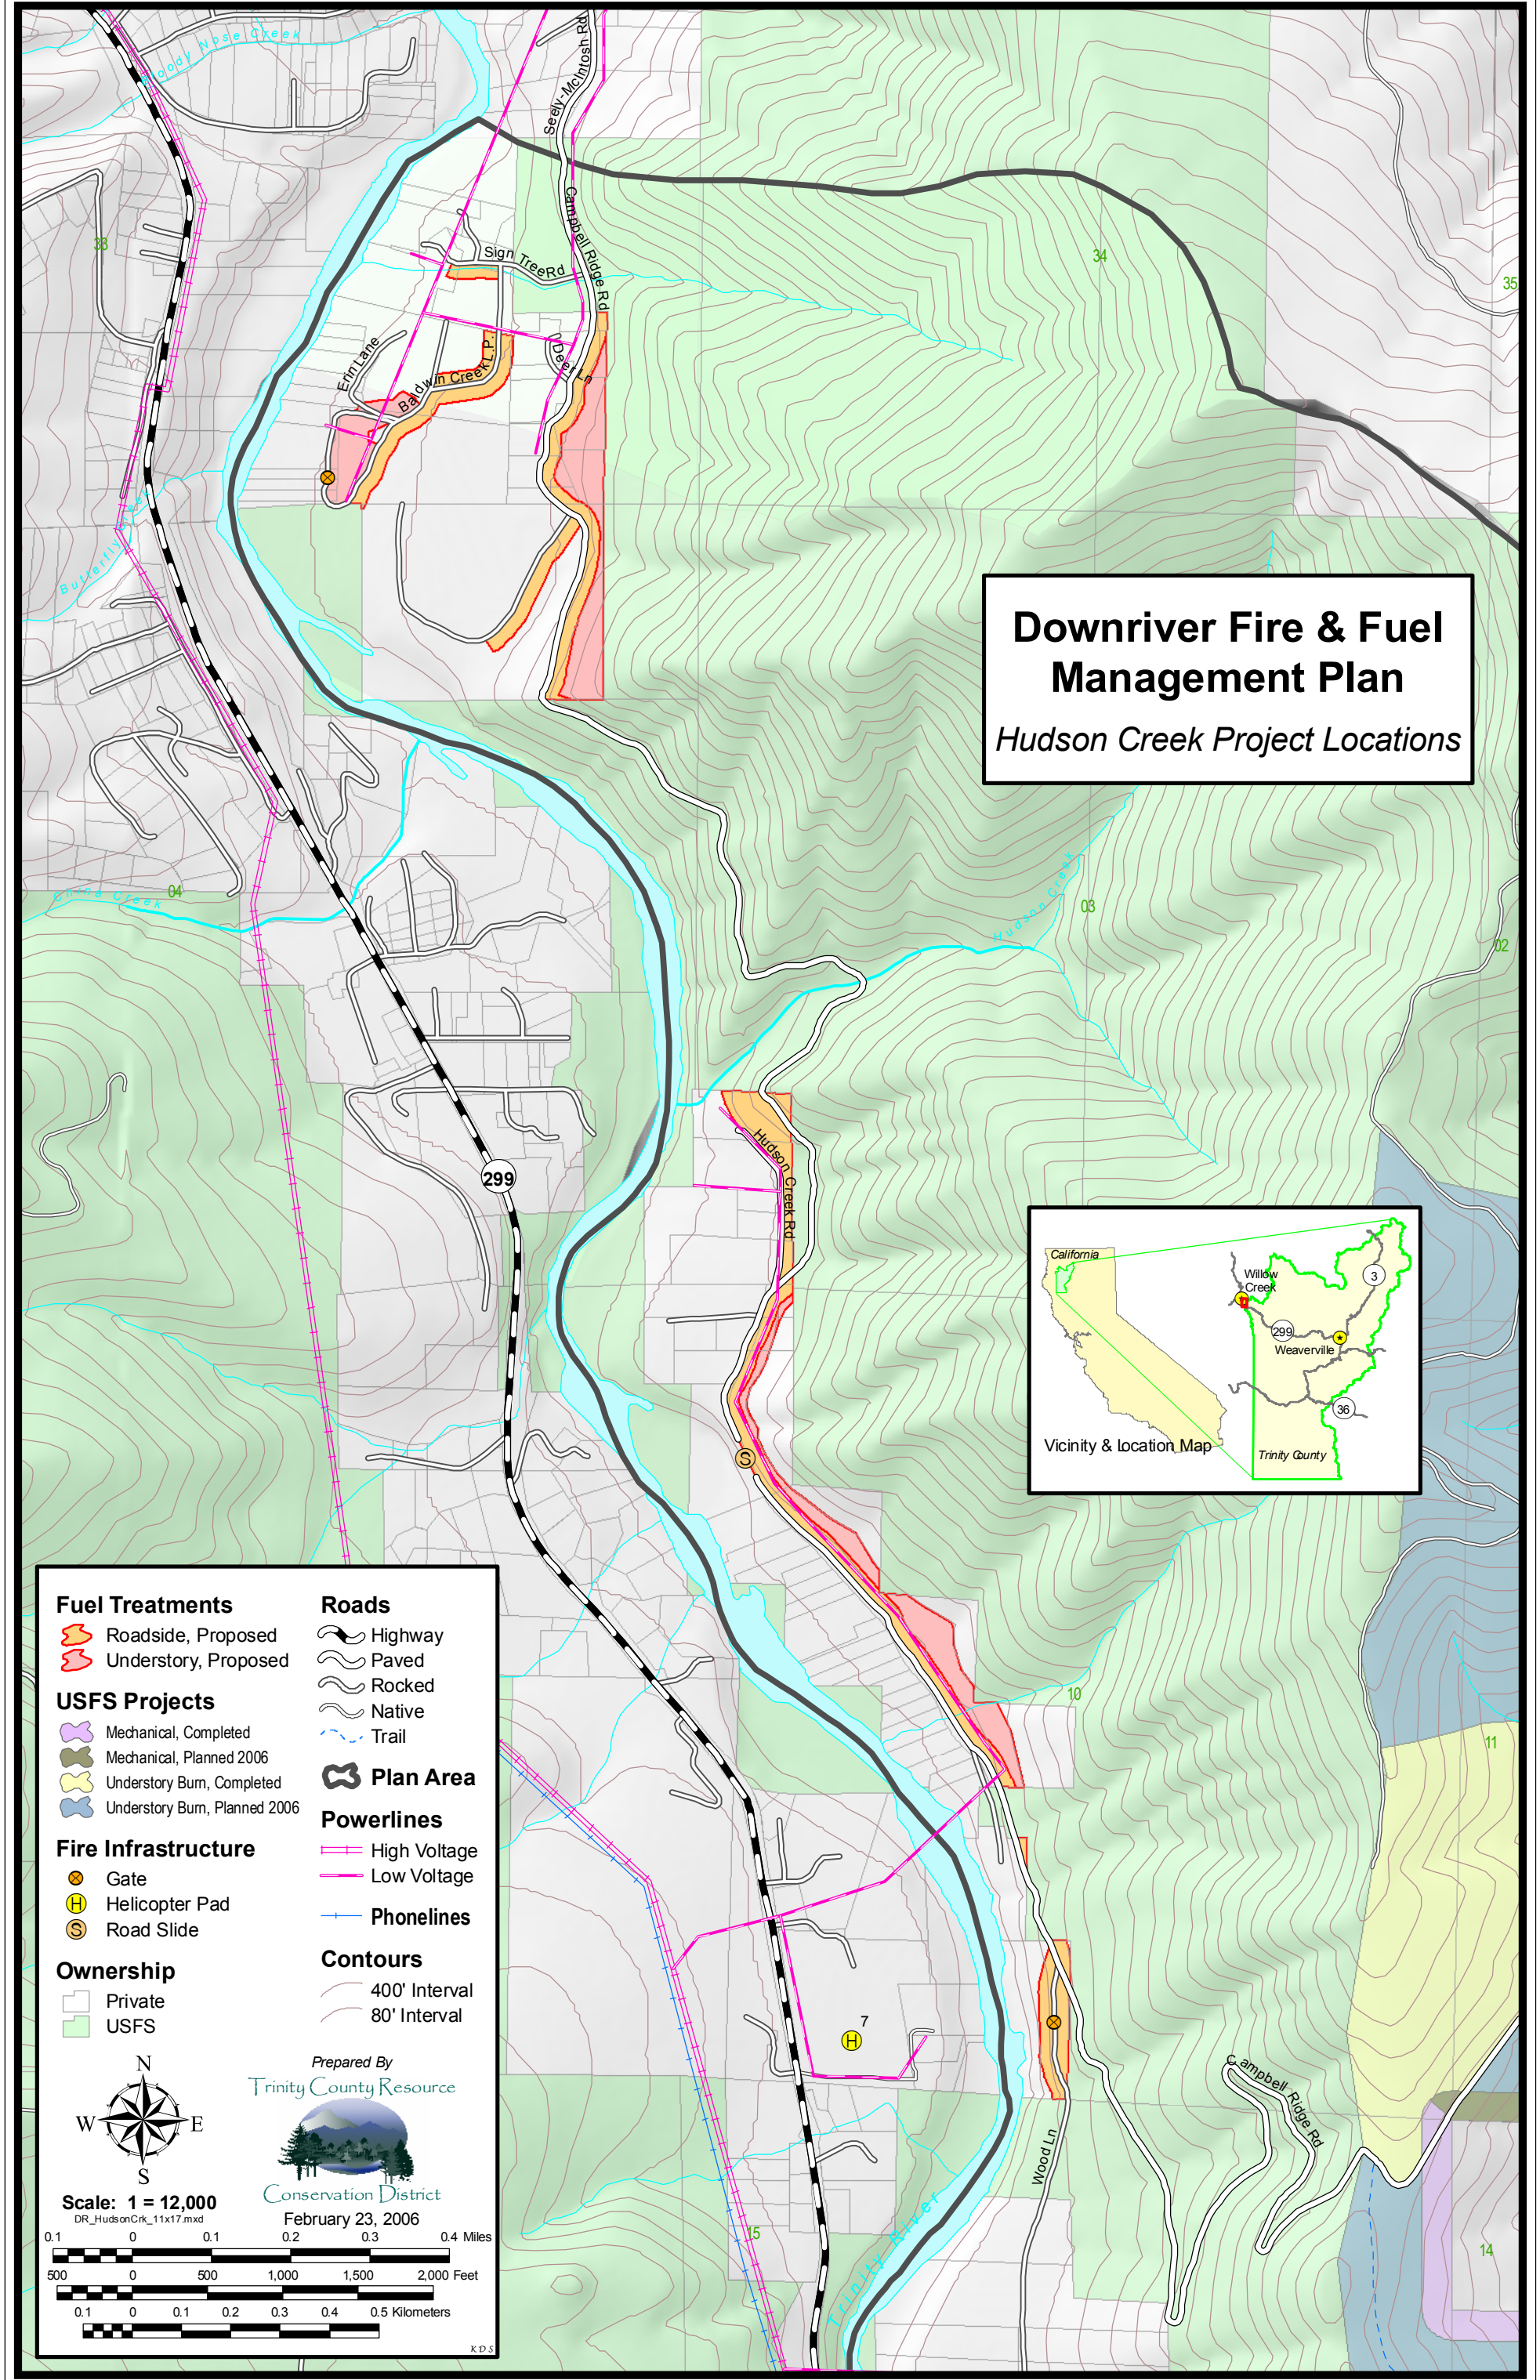 Bloody Nose Creek
Seely-McIntosh Rd
33
Campbell Ridge Rd
34
35
Sign Tree Rd
Erin Lane
Baldwin Creek L.P.
Deer Ln
Butterfly Creek
Downriver Fire & Fuel
Management Plan
Hudson Creek Project Locations
China Creek
04
Hudson Creek
03
02
299
Hudson Creek Rd
California
Willow
Creek
3
299
Weaverville
36
Vicinity & Location Map
Trinity County
S
10
11
7
H
Campbell Ridge Rd
Wood Ln
Trinity River
15
14
Fuel Treatments
Roadside, Proposed
Understory, Proposed
USFS Projects
Mechanical, Completed
Mechanical, Planned 2006
Understory Burn, Completed
Understory Burn, Planned 2006
Fire Infrastructure
Gate
H Helicopter Pad
S Road Slide
Ownership
Private
USFS
Roads
Highway
Paved
Rocked
Native
Trail
Plan Area
Powerlines
High Voltage
Low Voltage
Phonelines
Contours
400' Interval
80' Interval
N
W E
S
Prepared By
Trinity County Resource
Conservation District
February 23, 2006
Scale: 1 = 12,000
DR_HudsonCrk_11x17.mxd
0.1 0 0.1 0.2 0.3 0.4 Miles
500 0 500 1,000 1,500 2,000 Feet
0.1 0 0.1 0.2 0.3 0.4 0.5 Kilometers
KDS